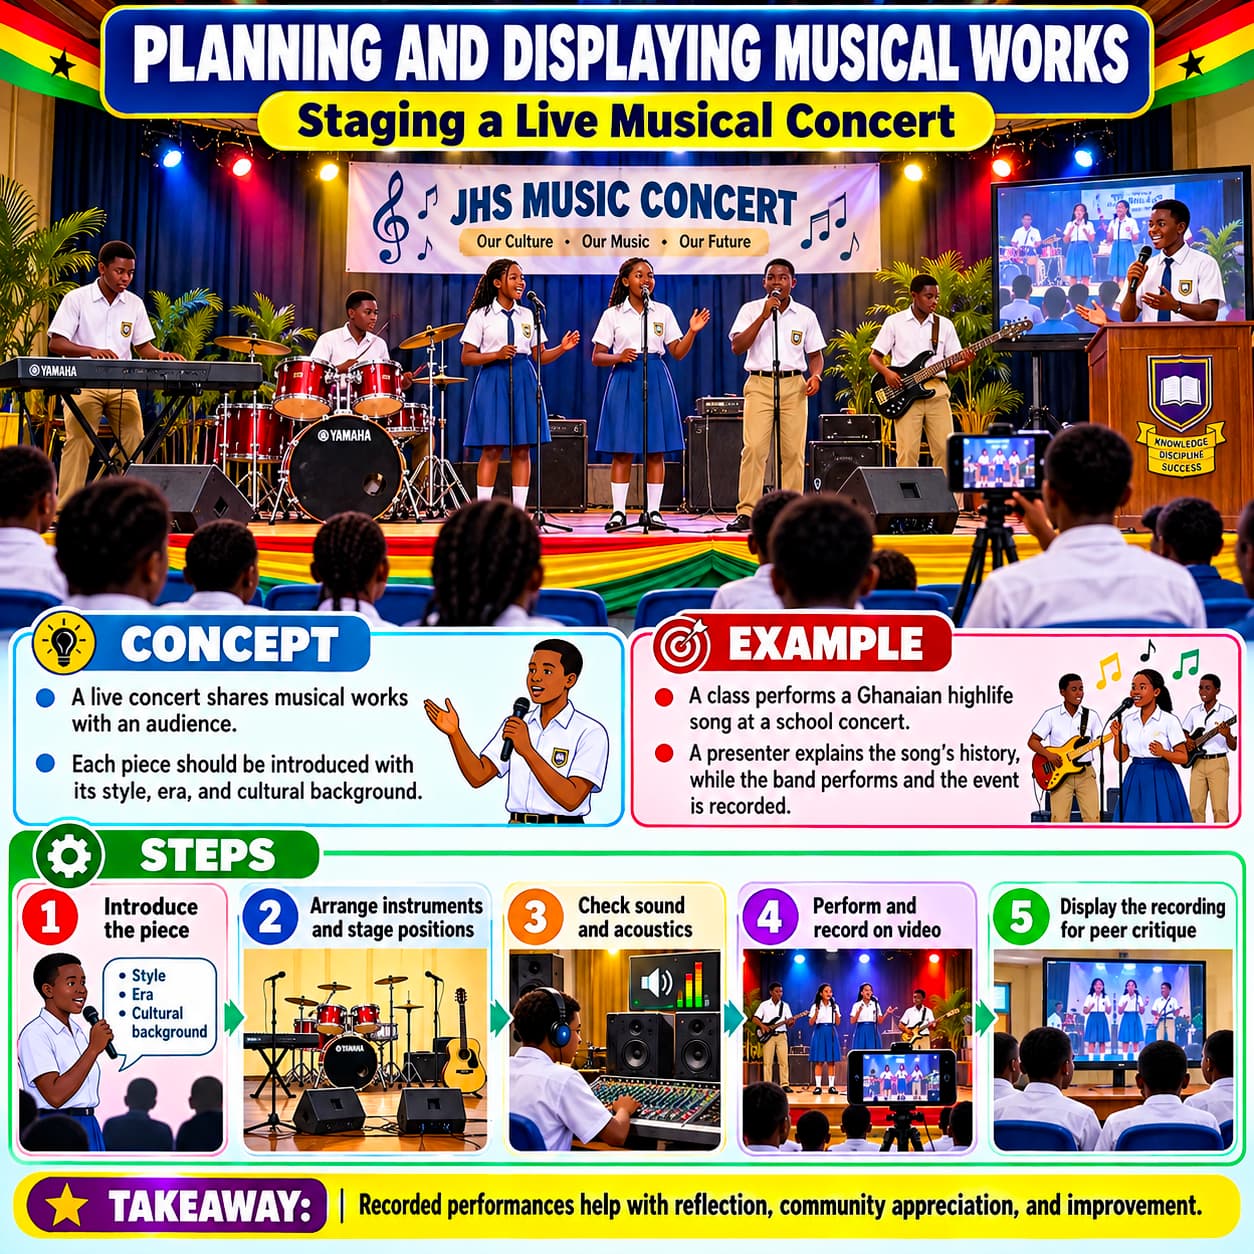 PLANNING AND DISPLAYING MUSICAL WORKS
Staging a Live Musical Concert
JHS MUSIC CONCERT
Our Culture • Our Music • Our Future
YAMAHA
YAMAHA
KNOWLEDGE
DISCIPLINE
SUCCESS
CONCEPT
A live concert shares musical works
with an audience.
Each piece should be introduced with
its style, era, and cultural background.
EXAMPLE
A class performs a Ghanaian highlife
song at a school concert.
A presenter explains the song's history,
while the band performs and the event
is recorded.
STEPS
1 Introduce
the piece
• Style
• Era
• Cultural
background
2 Arrange instruments
and stage positions
YAMAHA
3 Check sound
and acoustics
4 Perform and
record on video
5 Display the recording
for peer critique
TAKEAWAY: | Recorded performances help with reflection, community appreciation, and improvement.